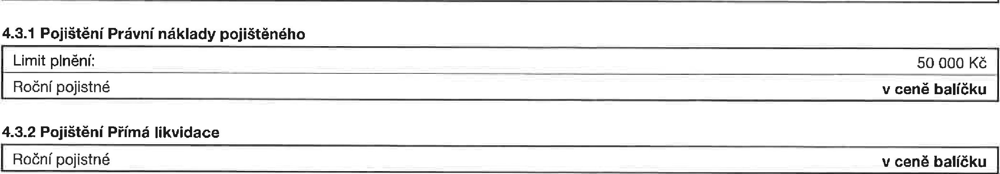 4.3.1 Pojištění Právní náklady pojištěného
Limit plnění: 50 000 Kč
Roční pojistné v ceně balíčku
4.3.2 Pojištění Přímá likvidace
Roční pojistné v ceně balíčku